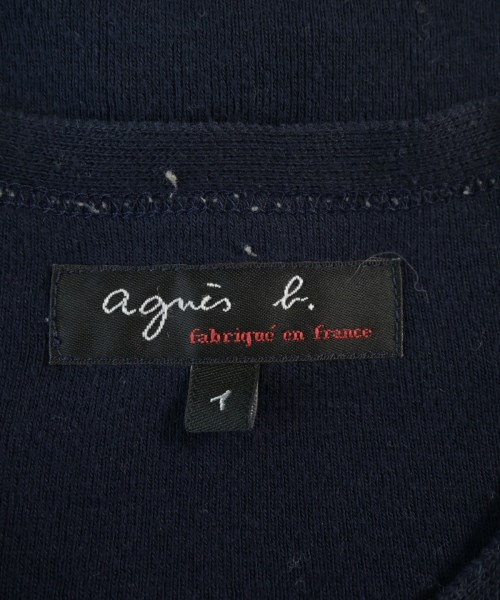 agnès b.
fabriqué en france
1